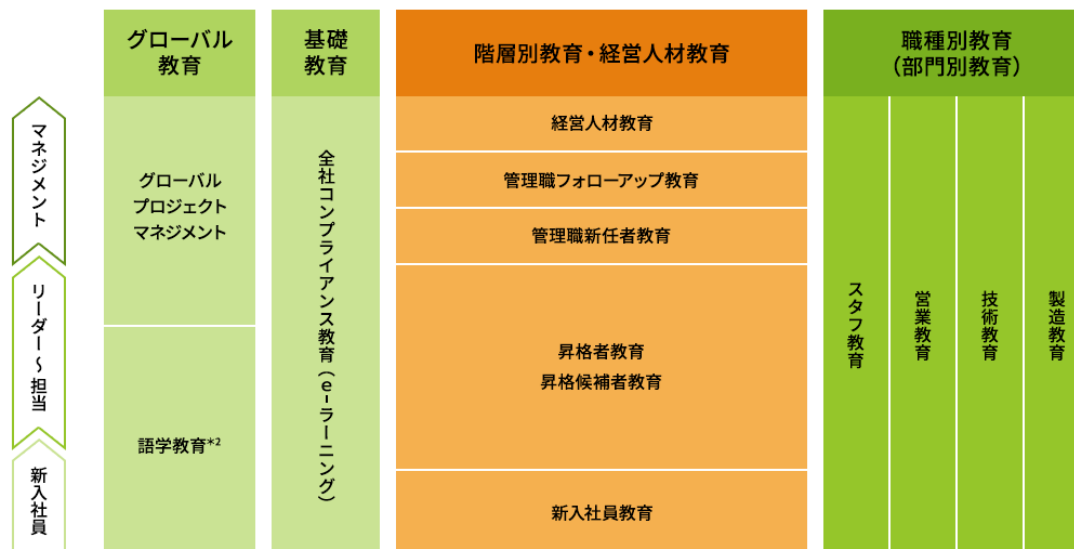 グローバル
教育
基礎
教育
階層別教育・経営人材教育
職種別教育
（部門別教育）
マネジメント
リーダー～担当
新入社員
グローバル
プロジェクト
マネジメント
語学教育*2
全社コンプライアンス教育（e-ラーニング）
経営人材教育
管理職フォローアップ教育
管理職新任者教育
昇格者教育
昇格候補者教育
新入社員教育
スタッフ教育
営業教育
技術教育
製造教育